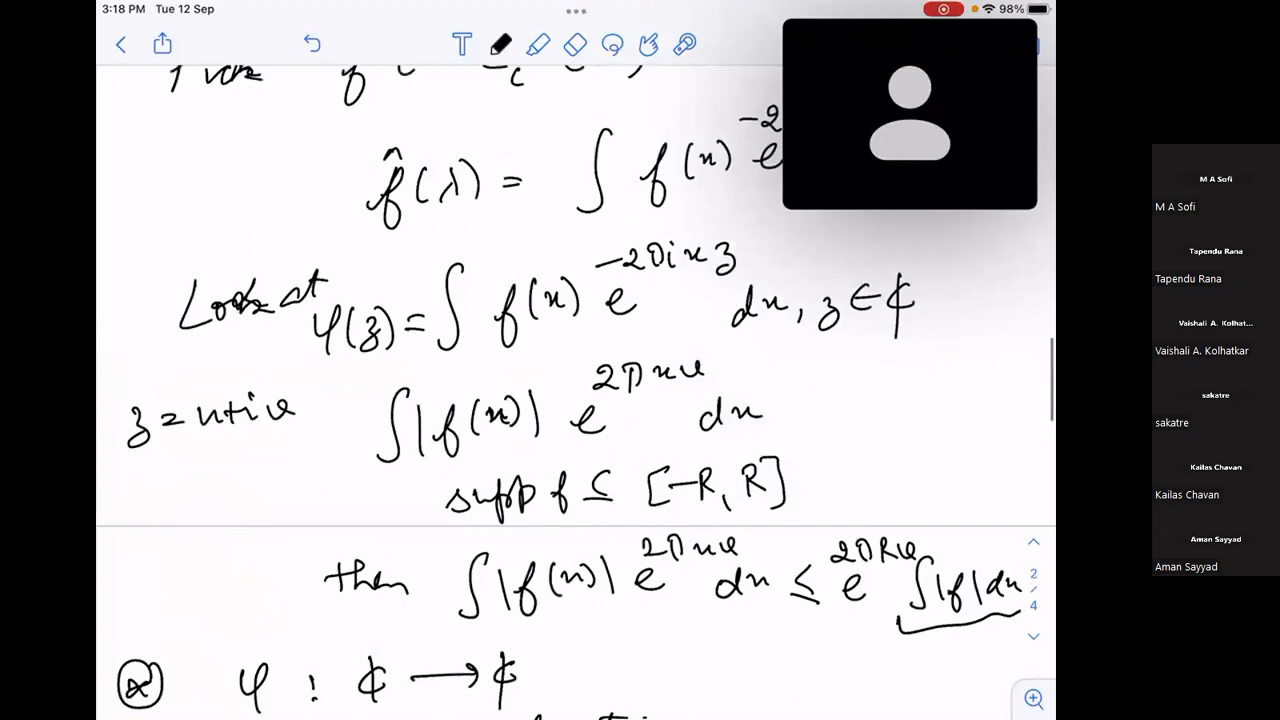 3:18 PM Tue 12 Sep
98%
f̂(λ) = ∫ f(x) e^{-2
Look at φ(z) = ∫ f(x) e^{-2πixz} dx, z ∈ ℂ
z = u+iv ∫|f(x)| e^{2πxv} dx
supp f ⊆ [-R, R]
then ∫|f(x)| e^{2πxv} dx ≤ e^{2πRv} ∫|f|dx
2
/
4
φ : ℂ → ℂ
M A Sofi
M A Sofi
Tapendu Rana
Tapendu Rana
Vaishali A. Kolhat...
Vaishali A. Kolhatkar
sakatre
sakatre
Kailas Chavan
Kailas Chavan
Aman Sayyad
Aman Sayyad